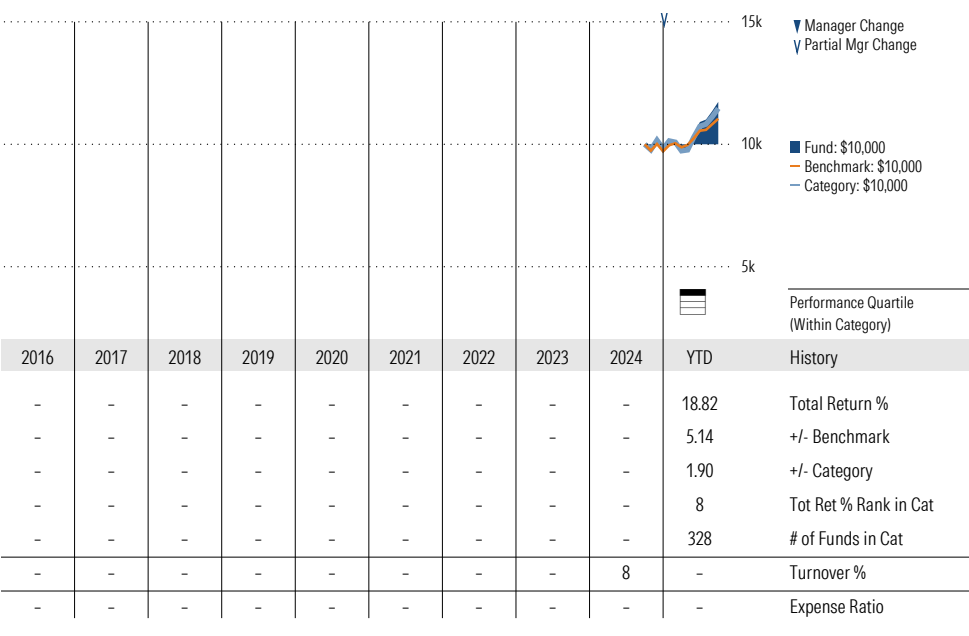 15k
Manager Change
Partial Mgr Change
10k
Fund: $10,000
Benchmark: $10,000
Category: $10,000
5k
Performance Quartile
(Within Category)
2016 2017 2018 2019 2020 2021 2022 2023 2024 YTD History
– – – – – – – – – 18.82 Total Return %
– – – – – – – – – 5.14 +/- Benchmark
– – – – – – – – – 1.90 +/- Category
– – – – – – – – – 8 Tot Ret % Rank in Cat
– – – – – – – – – 328 # of Funds in Cat
– – – – – – – – 8 – Turnover %
– – – – – – – – – – Expense Ratio